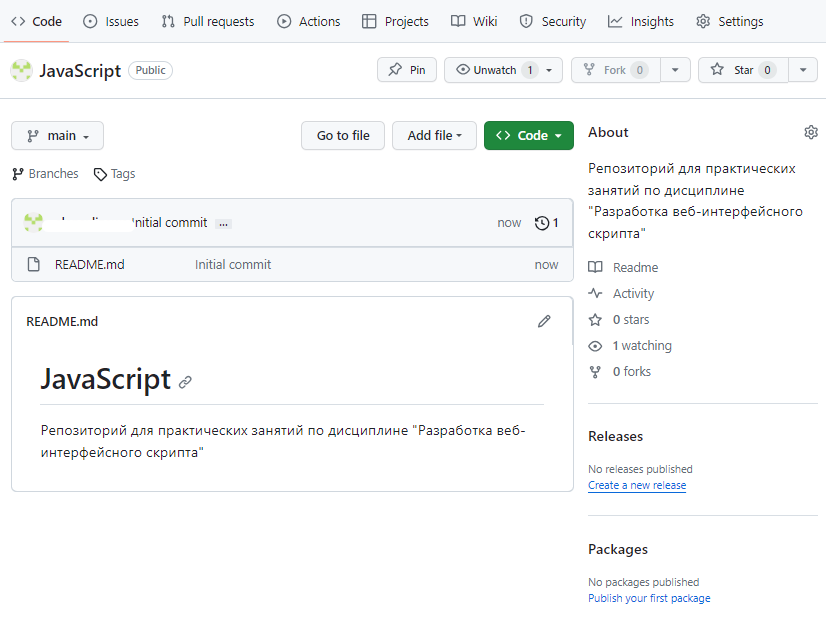 Code Issues Pull requests Actions Projects Wiki Security Insights Settings
JavaScript Public Pin Unwatch 1 Fork 0 Star 0
main Go to file Add file Code
Branches Tags
commit ... now 1
README.md Initial commit now
README.md
JavaScript
Репозиторий для практических занятий по дисциплине "Разработка веб-
интерфейсного скрипта"
About
Репозиторий для практических
занятий по дисциплине
"Разработка веб-интерфейсного
скрипта"
Readme
Activity
0 stars
1 watching
0 forks
Releases
No releases published
Create a new release
Packages
No packages published
Publish your first package